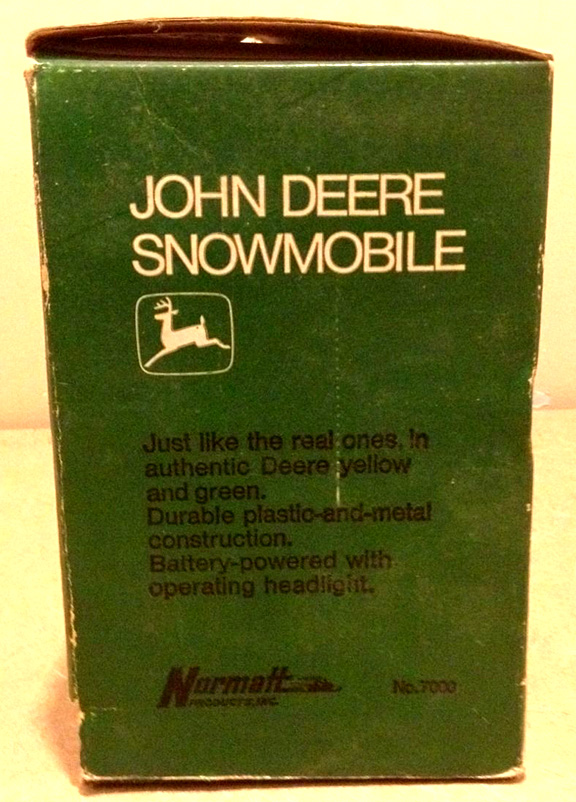 JOHN DEERE
SNOWMOBILE
Just like the real ones. In
authentic Deere yellow
and green.
Durable plastic-and-metal
construction.
Battery-powered with
operating headlight.
Normatt
PRODUCTS, INC.
No. 7000